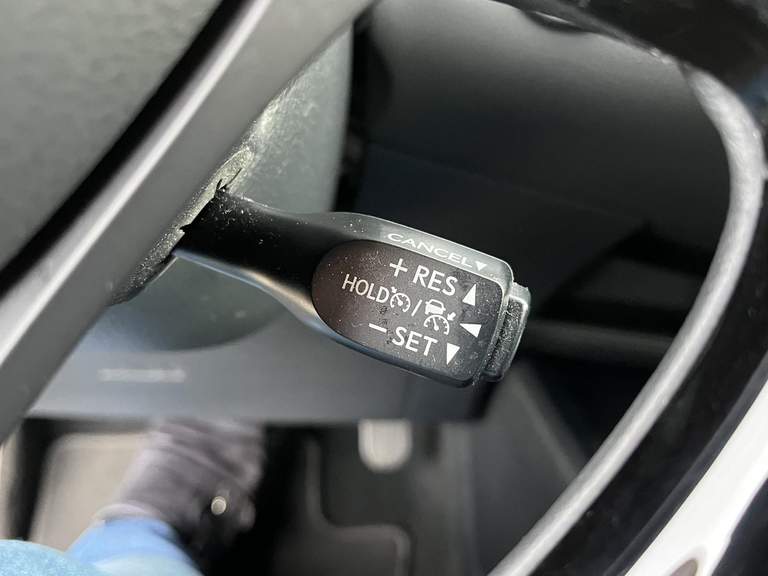 CANCEL ▼
+ RES ▲
HOLD / ◀
− SET ▼